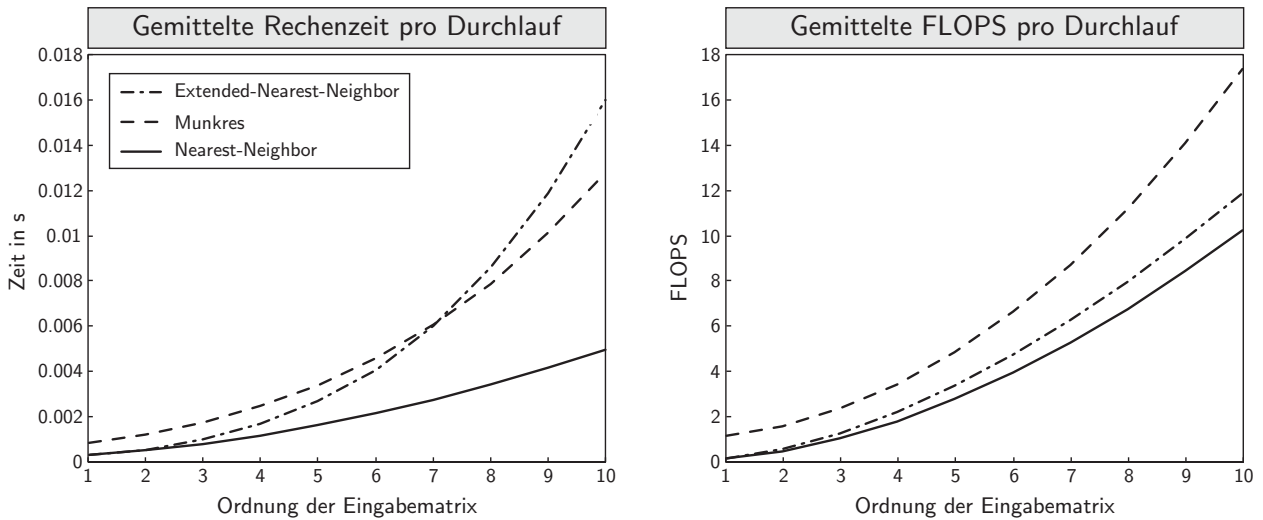 Gemittelte Rechenzeit pro Durchlauf
0.018
0.016
0.014
0.012
0.01
0.008
0.006
0.004
0.002
0
Zeit in s
Extended-Nearest-Neighbor
Munkres
Nearest-Neighbor
1 2 3 4 5 6 7 8 9 10
Ordnung der Eingabematrix
Gemittelte FLOPS pro Durchlauf
18
16
14
12
10
8
6
4
2
0
FLOPS
1 2 3 4 5 6 7 8 9 10
Ordnung der Eingabematrix